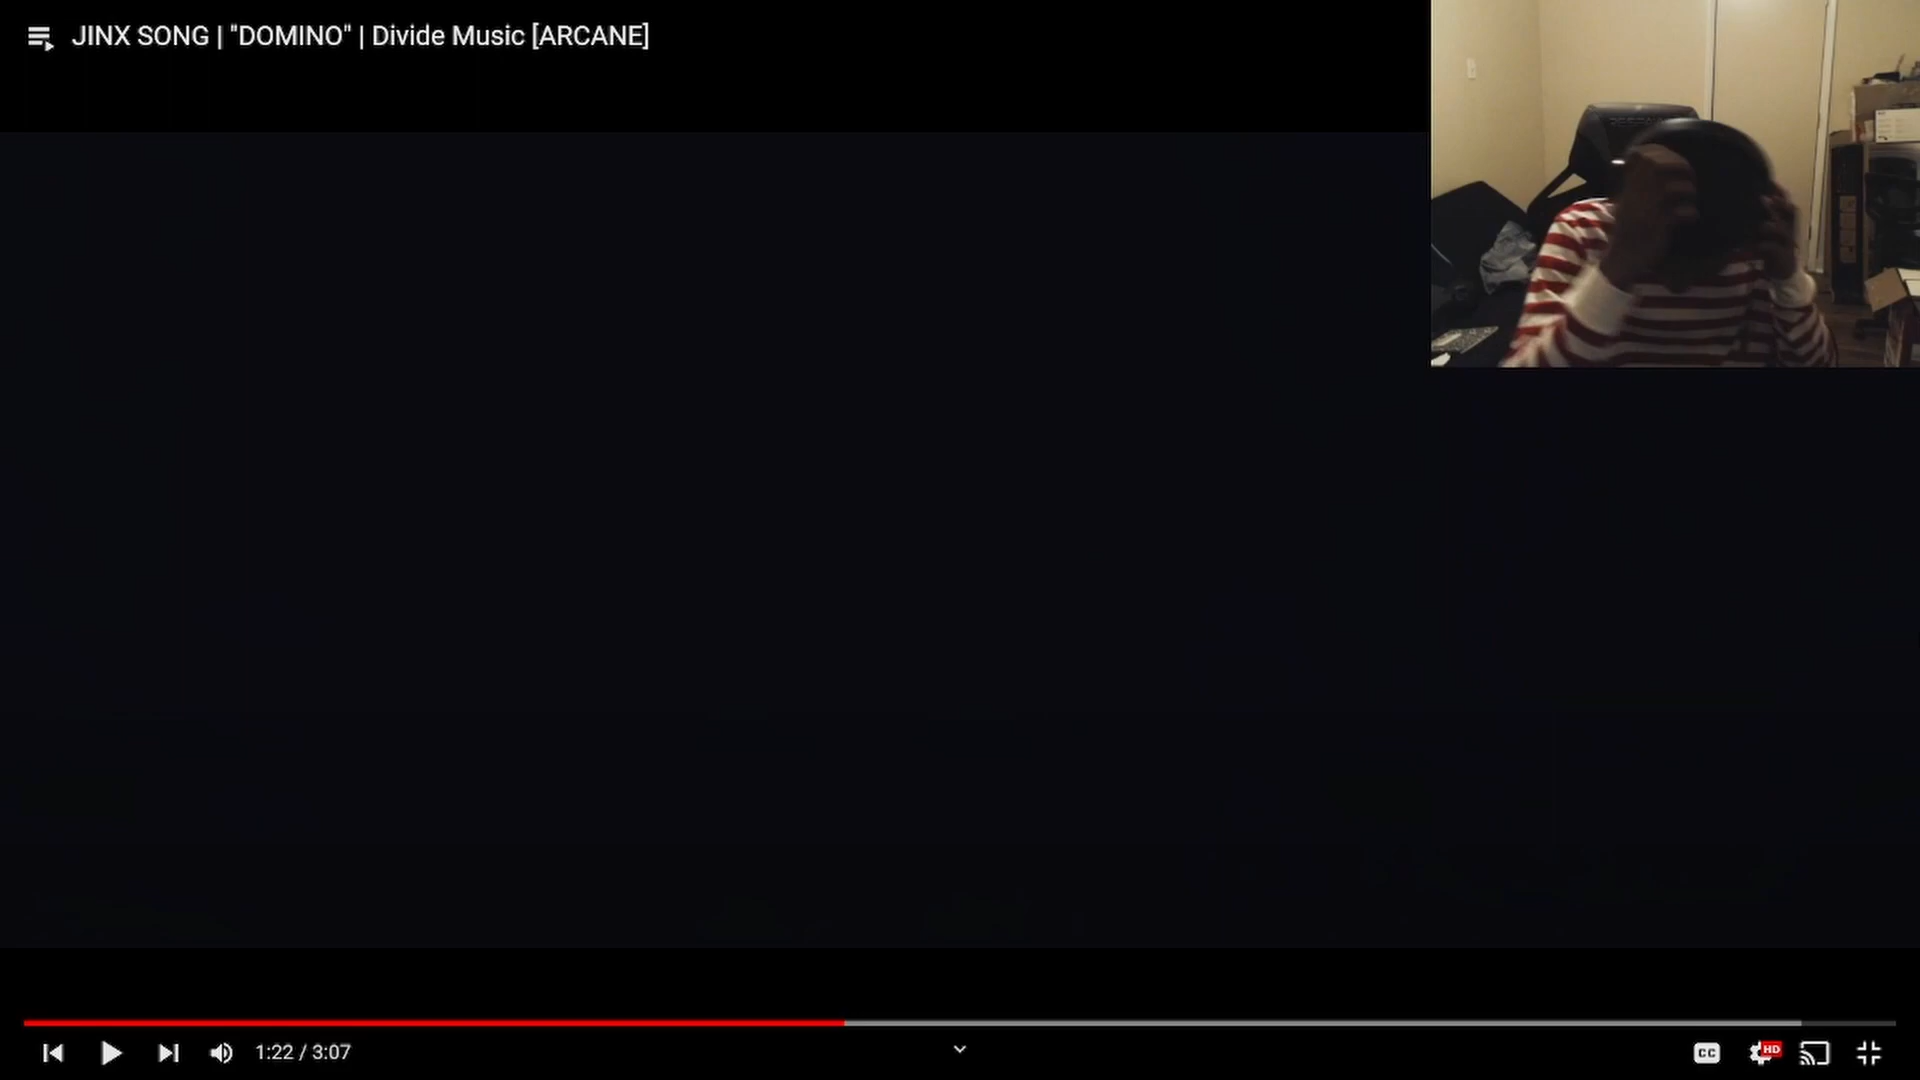 JINX SONG | "DOMINO" | Divide Music [ARCANE]
1:22 / 3:07
CC
HD